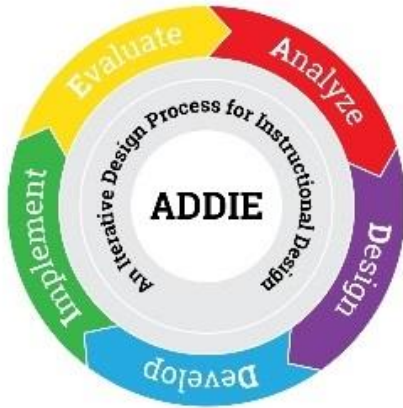 Analyze
Design
Develop
Implement
Evaluate
An Iterative Design Process for Instructional Design
ADDIE